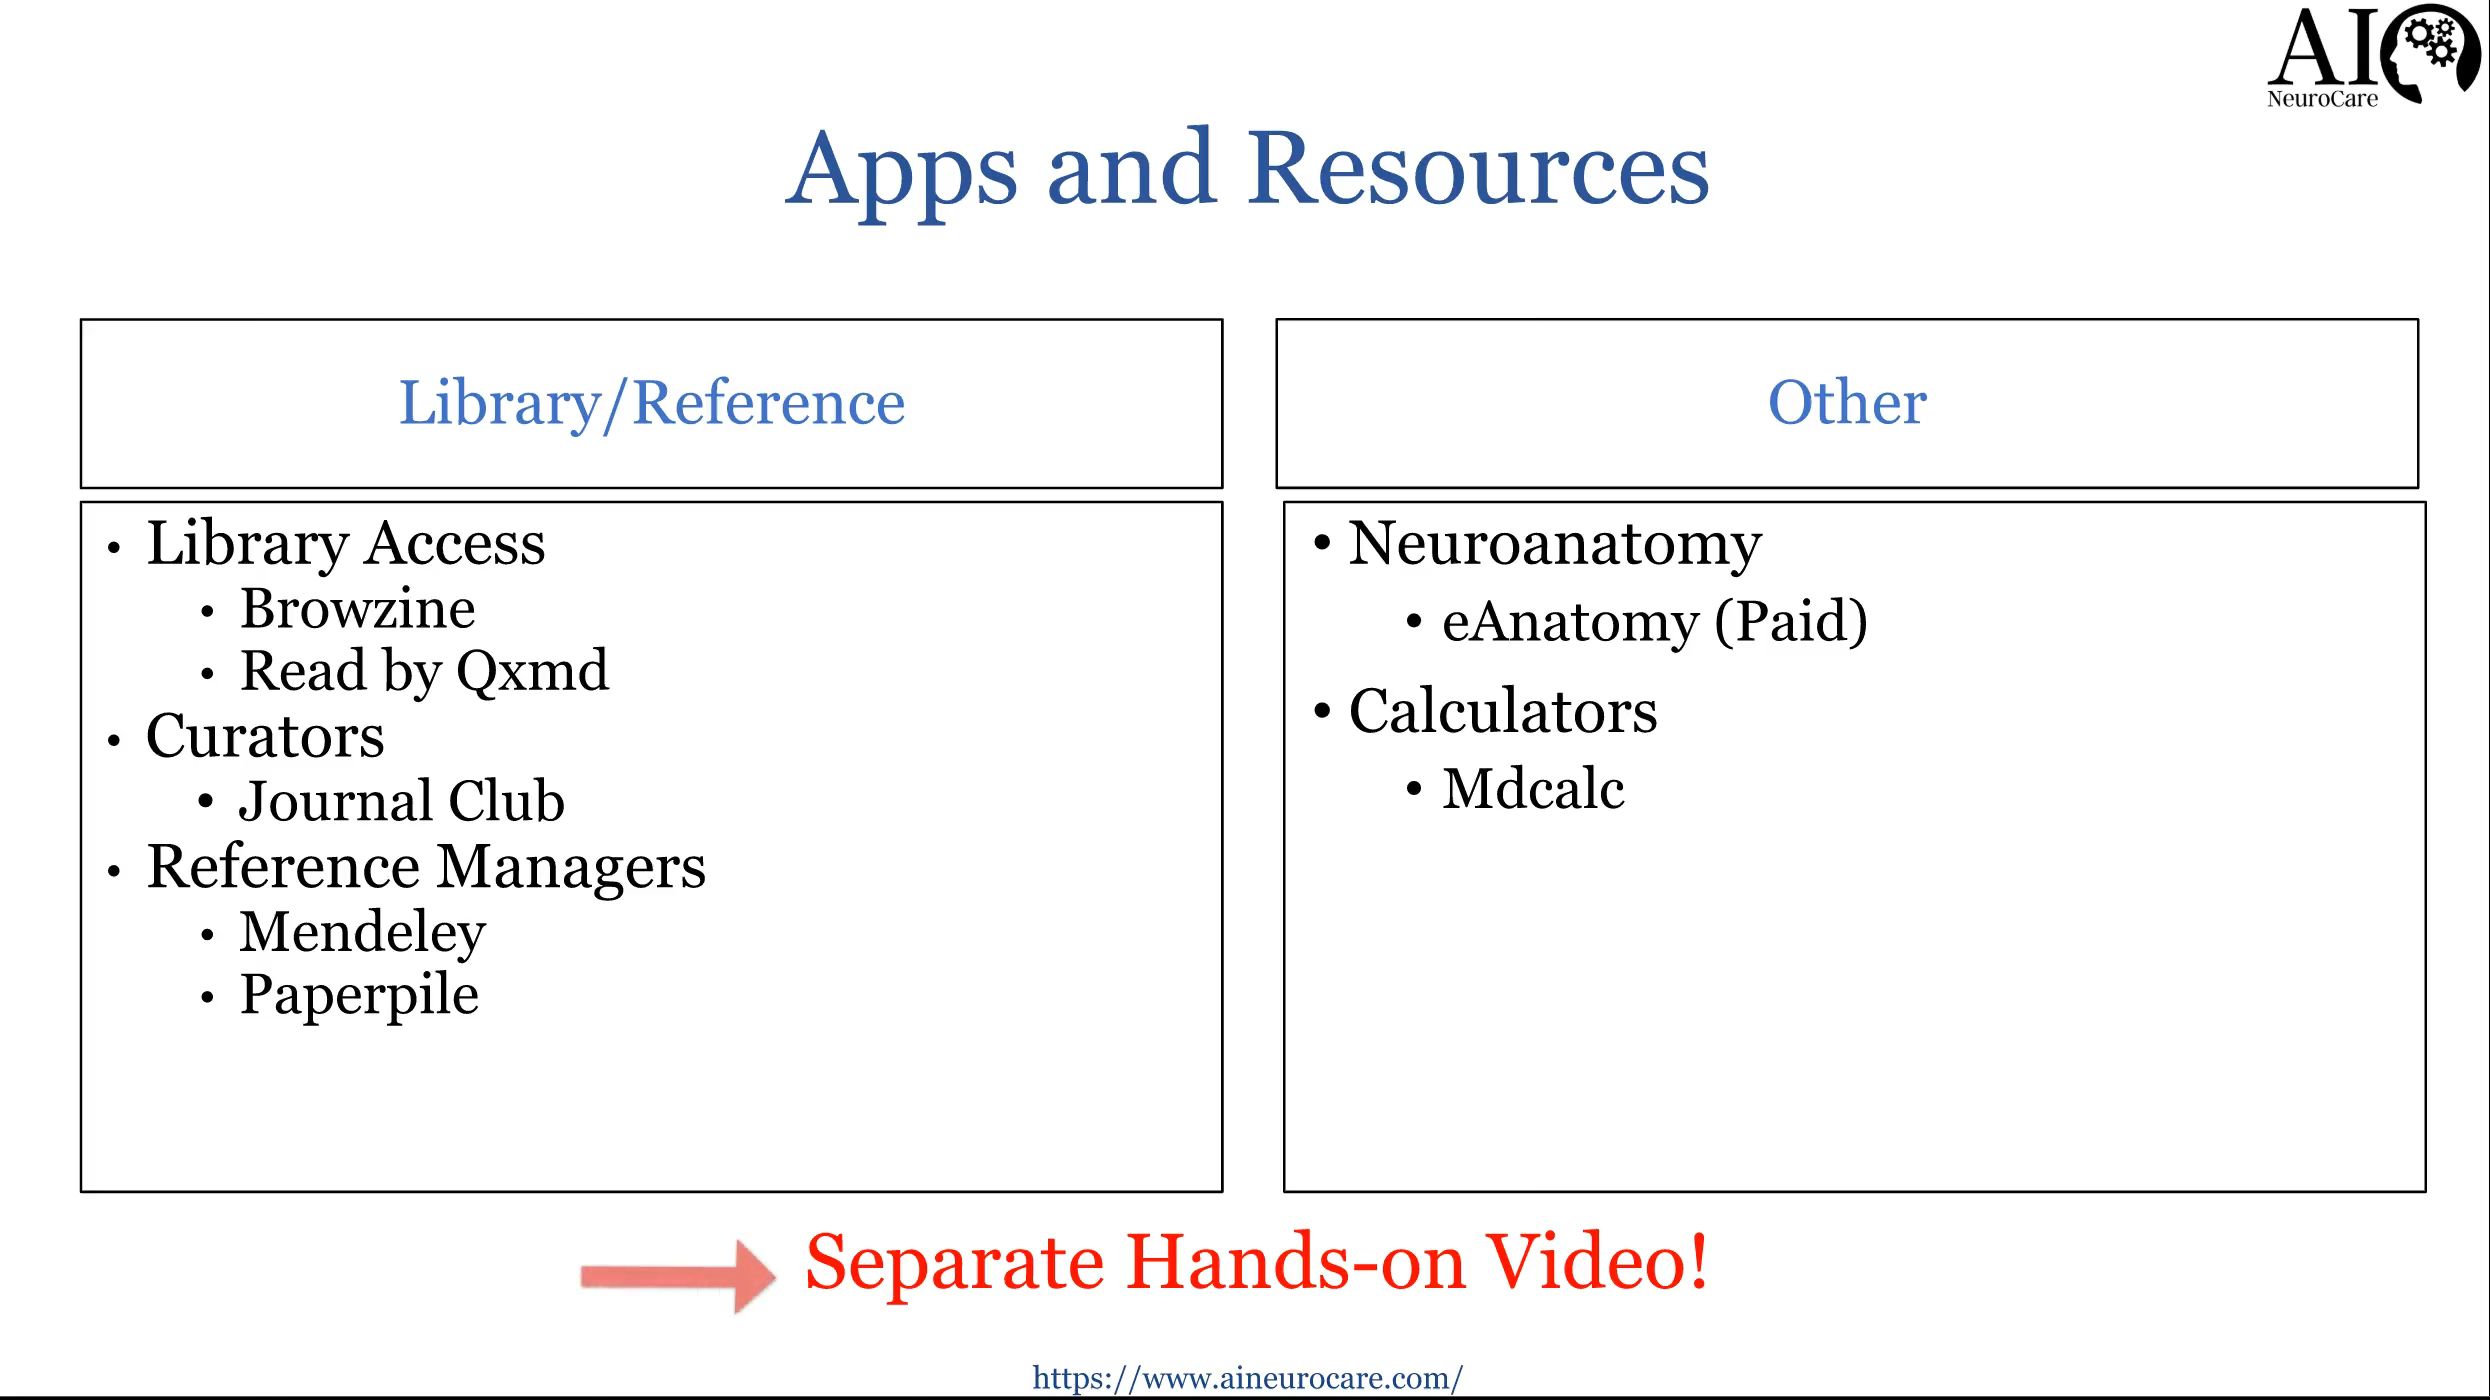 AI
NeuroCare
Apps and Resources
Library/Reference
• Library Access
• Browzine
• Read by Qxmd
• Curators
• Journal Club
• Reference Managers
• Mendeley
• Paperpile
Other
• Neuroanatomy
• eAnatomy (Paid)
• Calculators
• Mdcalc
Separate Hands-on Video!
https://www.aineurocare.com/